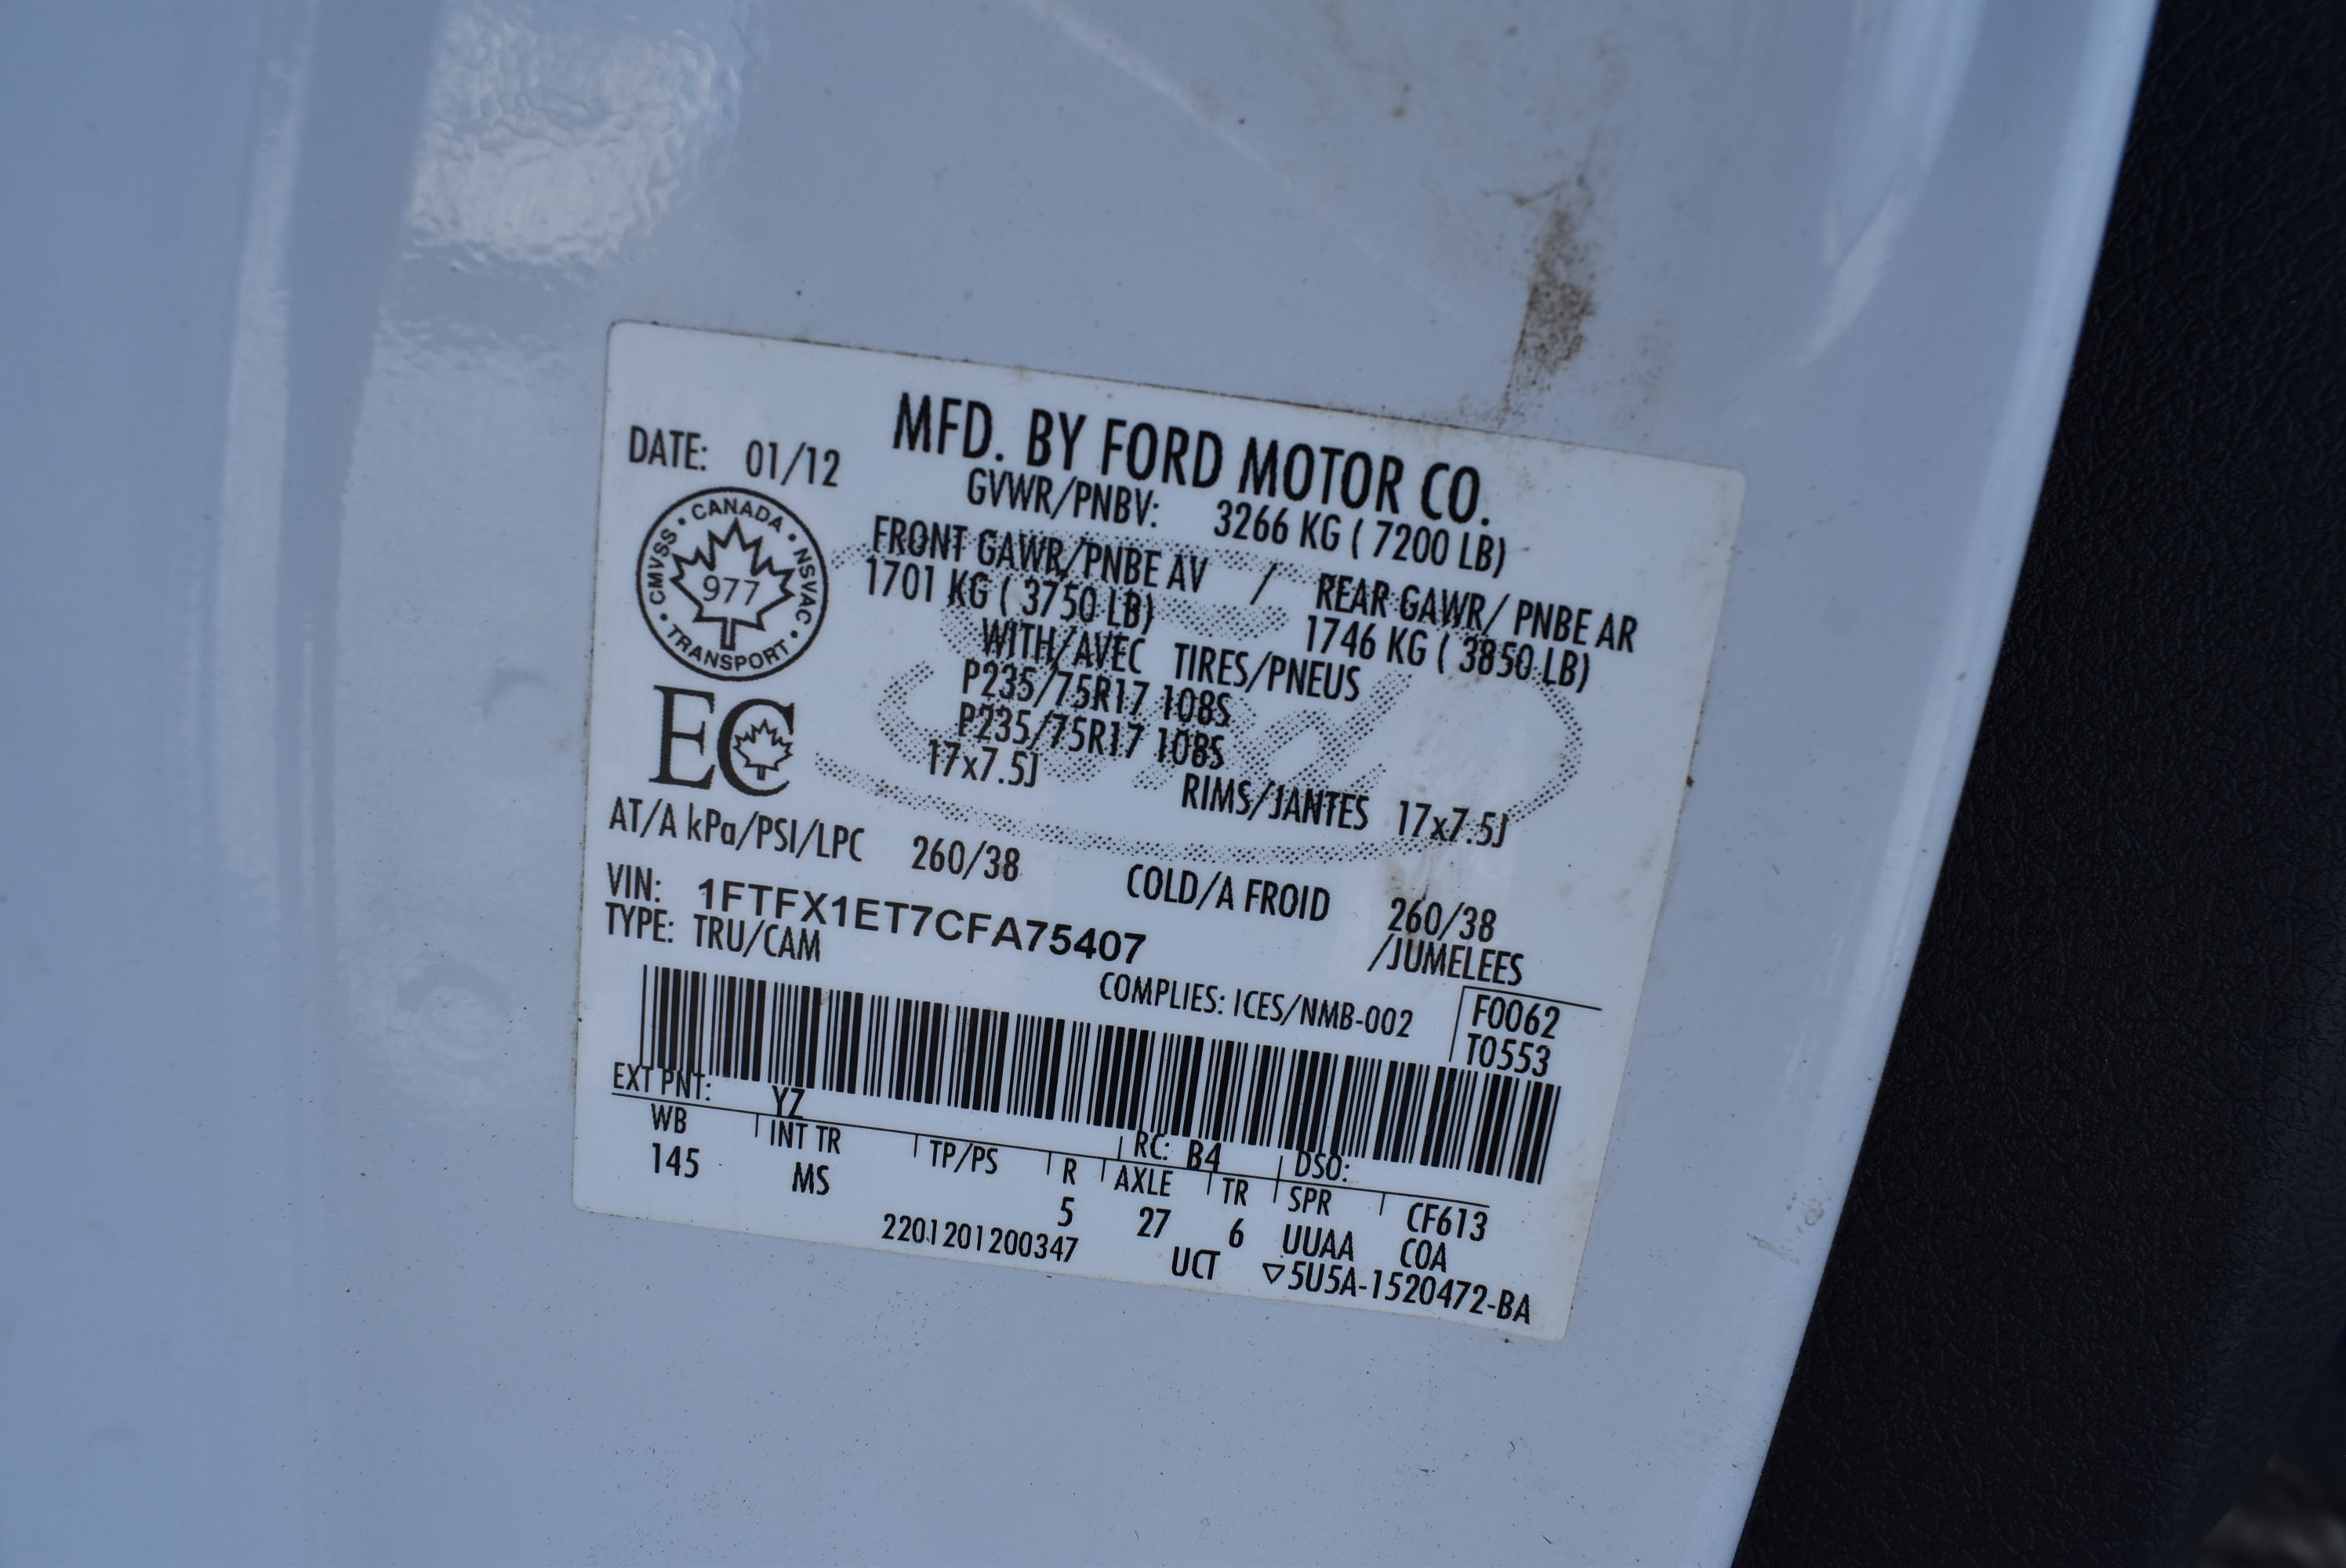 MFD. BY FORD MOTOR CO.
DATE: 01/12
GVWR/PNBV: 3266 KG ( 7200 LB)
FRONT GAWR/PNBE AV / REAR GAWR/ PNBE AR
1701 KG ( 3750 LB) 1746 KG ( 3850 LB)
CMVSS • CANADA • NSVAC • TRANSPORT •
977
WITH/AVEC TIRES/PNEUS
P235/75R17 108S
P235/75R17 108S
17x7.5J RIMS/JANTES 17x7.5J
EC
Ford
AT/A kPa/PSI/LPC 260/38 COLD/A FROID 260/38
VIN: 1FTFX1ET7CFA75407 /JUMELEES
TYPE: TRU/CAM
COMPLIES: ICES/NMB-002 F0062
T0553
EXT PNT: YZ RC: B4 DSO:
WB INT TR TP/PS R AXLE TR SPR CF613
145 MS 5 27 6 UUAA COA
2201201200347 UCT ▽5U5A-1520472-BA